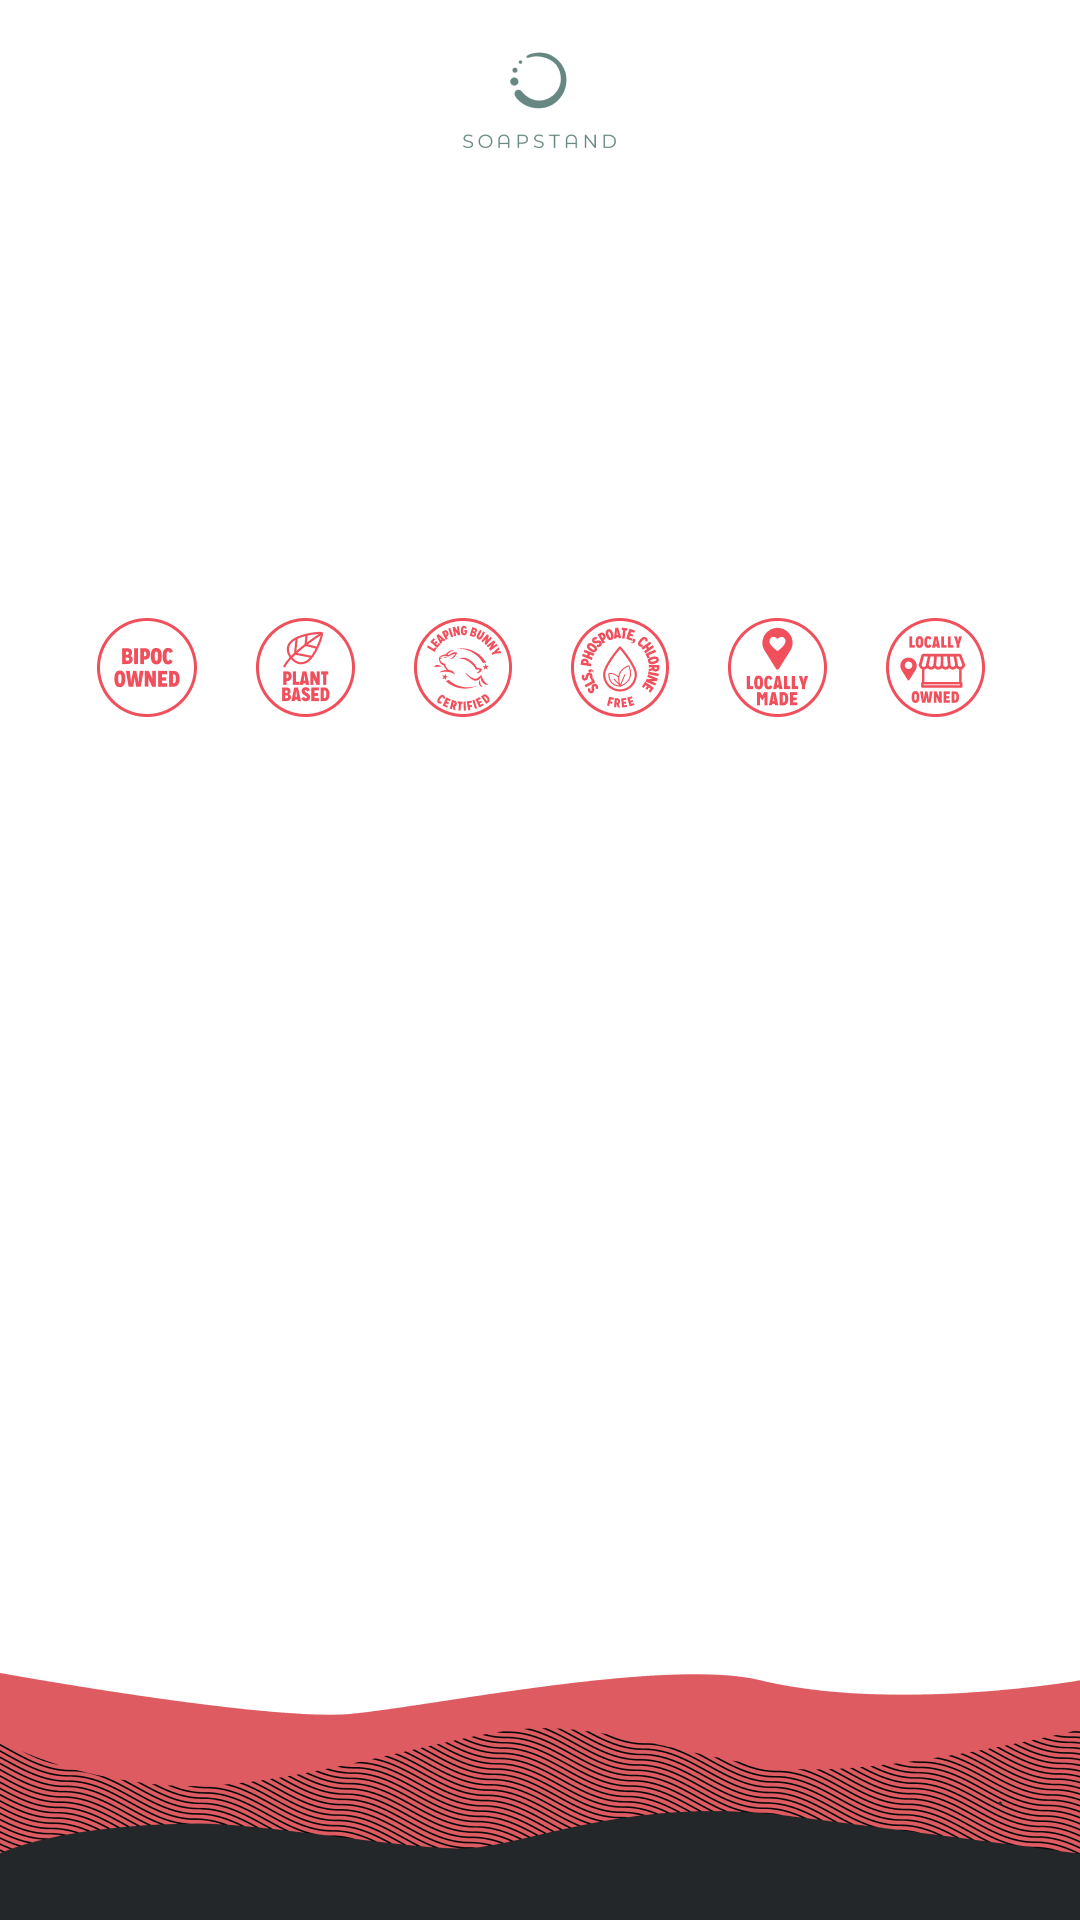 SOAPSTAND
BIPOC
OWNED
PLANT
BASED
LEAPING BUNNY
CERTIFIED
SLS, PHOSPOATE, CHLORINE
FREE
LOCALLY
MADE
LOCALLY
OWNED